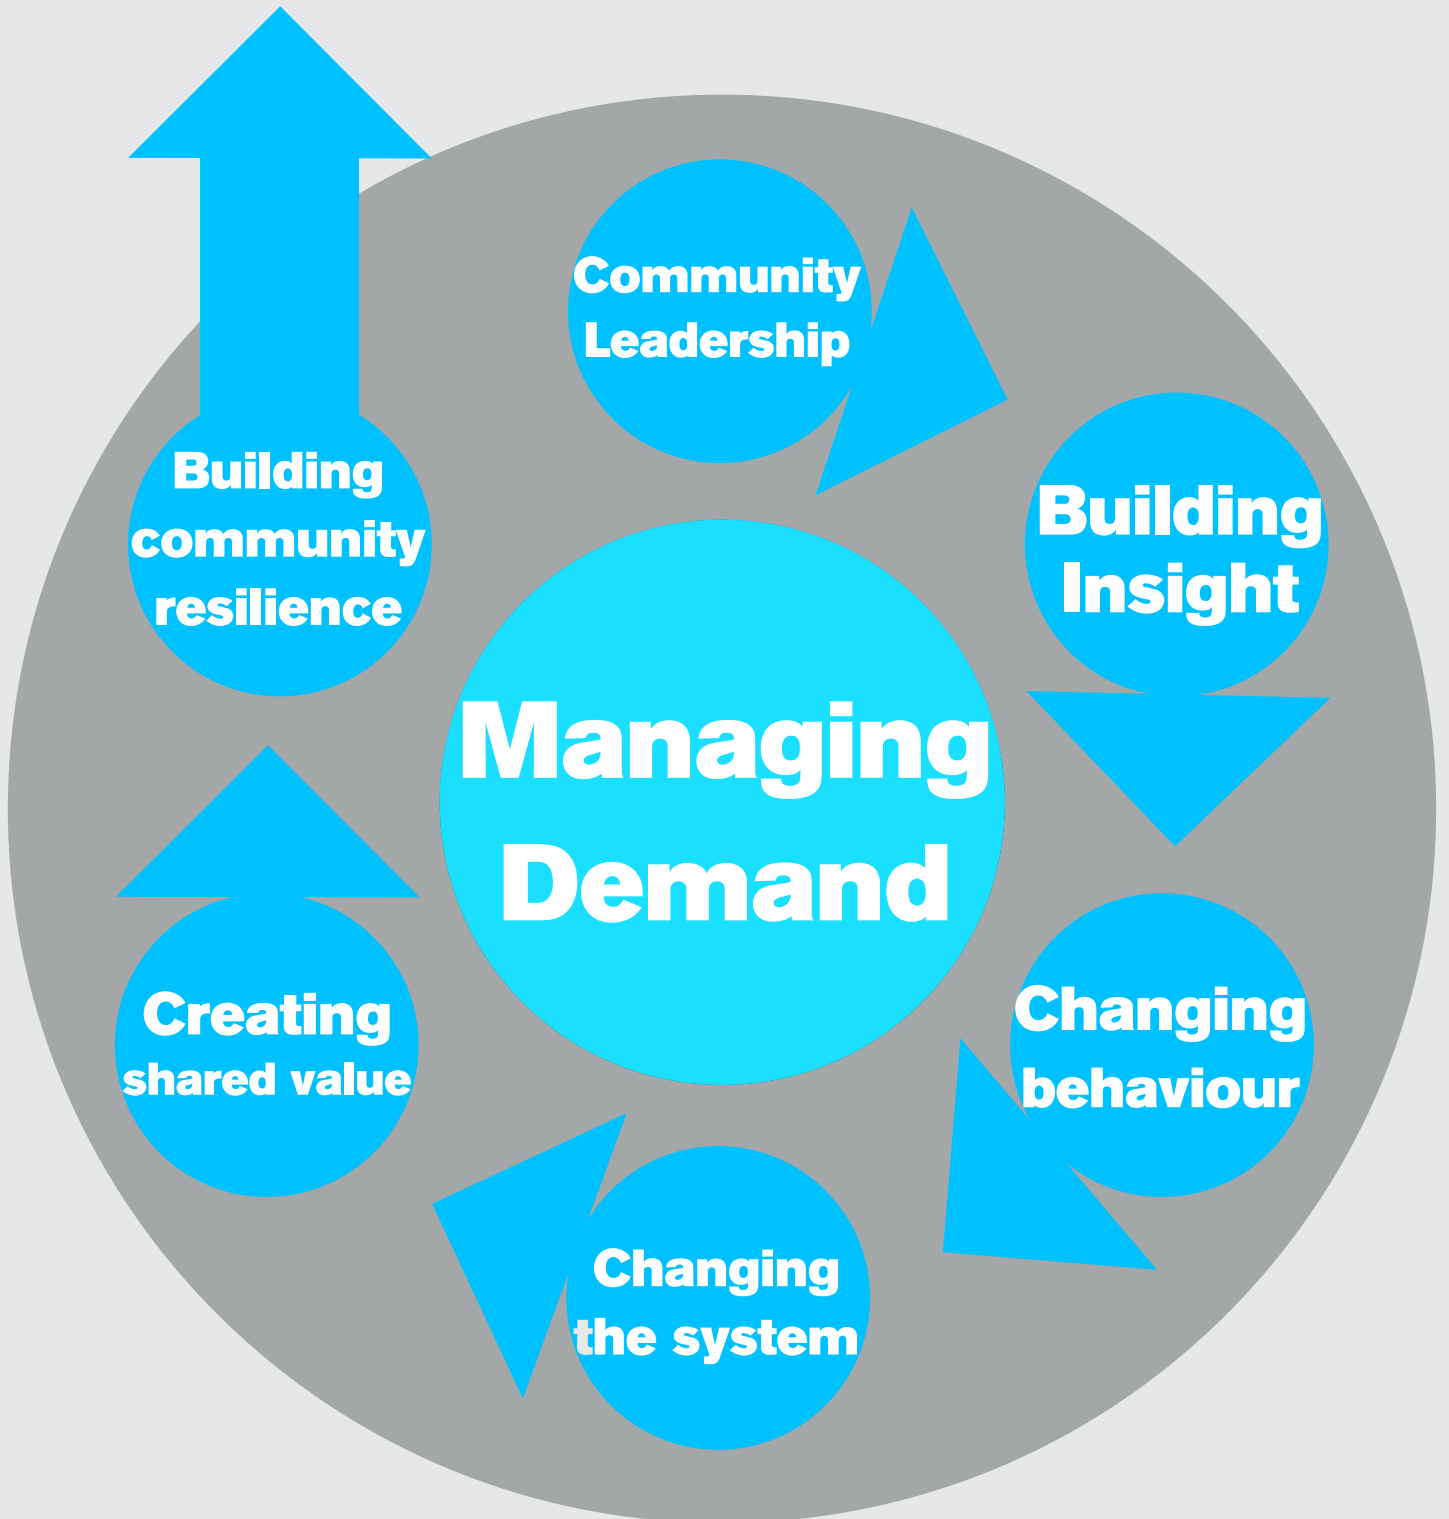 Community
Leadership
Building
Insight
Changing
behaviour
Changing
the system
Creating
shared value
Building
community
resilience
Managing
Demand